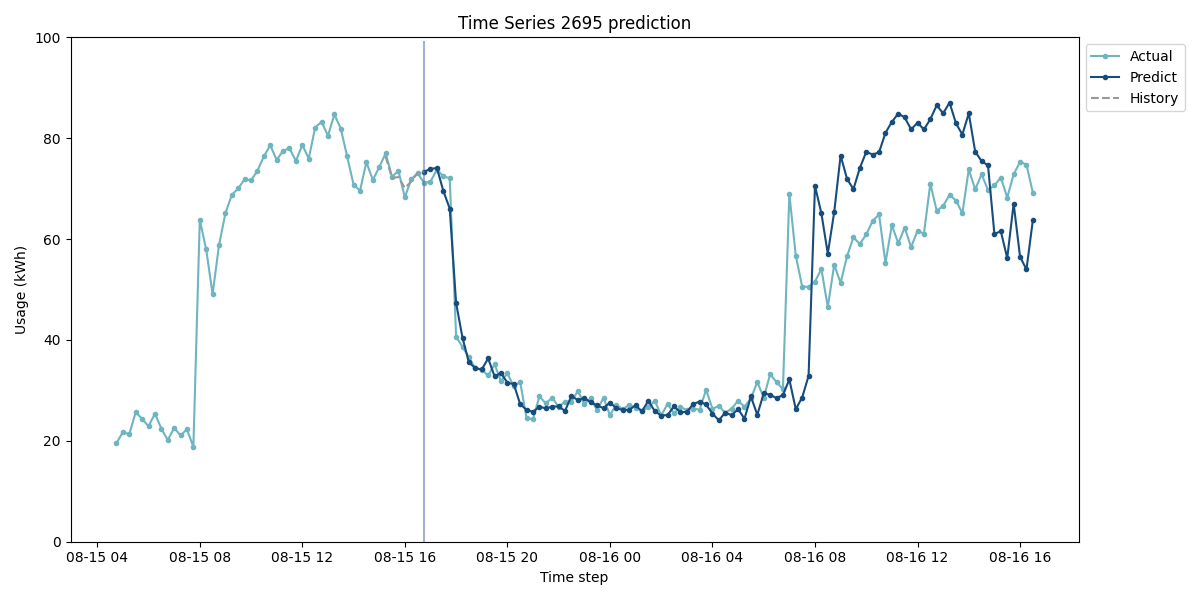 Time Series 2695 prediction
Usage (kWh)
100
80
60
40
20
0
08-15 04 08-15 08 08-15 12 08-15 16 08-15 20 08-16 00 08-16 04 08-16 08 08-16 12 08-16 16
Time step
Actual
Predict
History